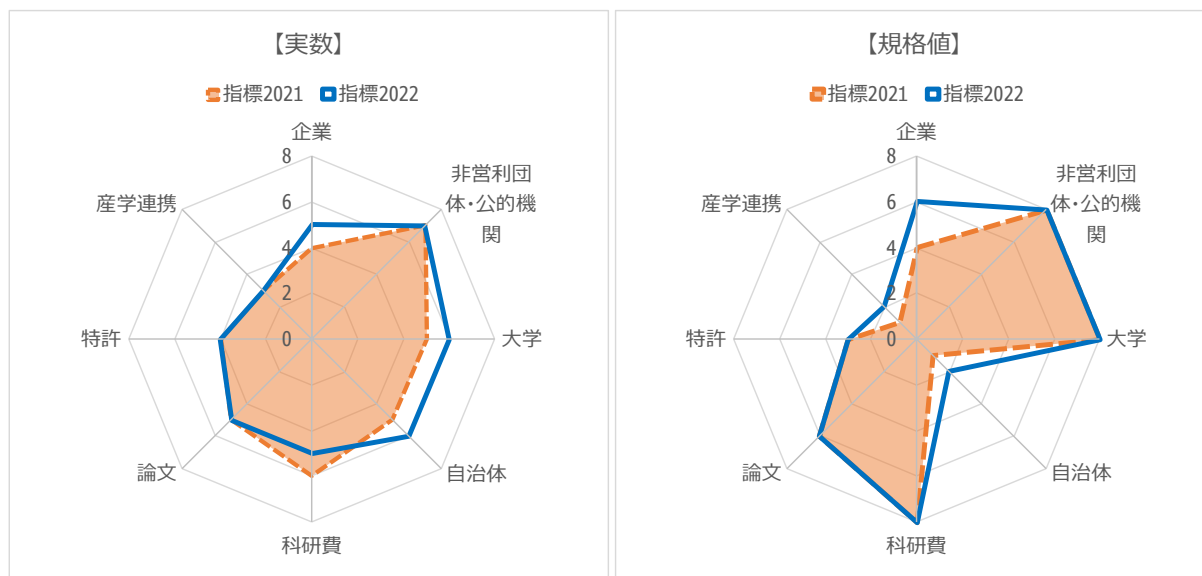 【実数】
指標2021 指標2022
企業
8
6
4
2
0
非営利団
体・公的機
関
大学
自治体
科研費
論文
特許
産学連携
【規格値】
指標2021 指標2022
企業
8
6
4
2
0
非営利団
体・公的機
関
大学
自治体
科研費
論文
特許
産学連携